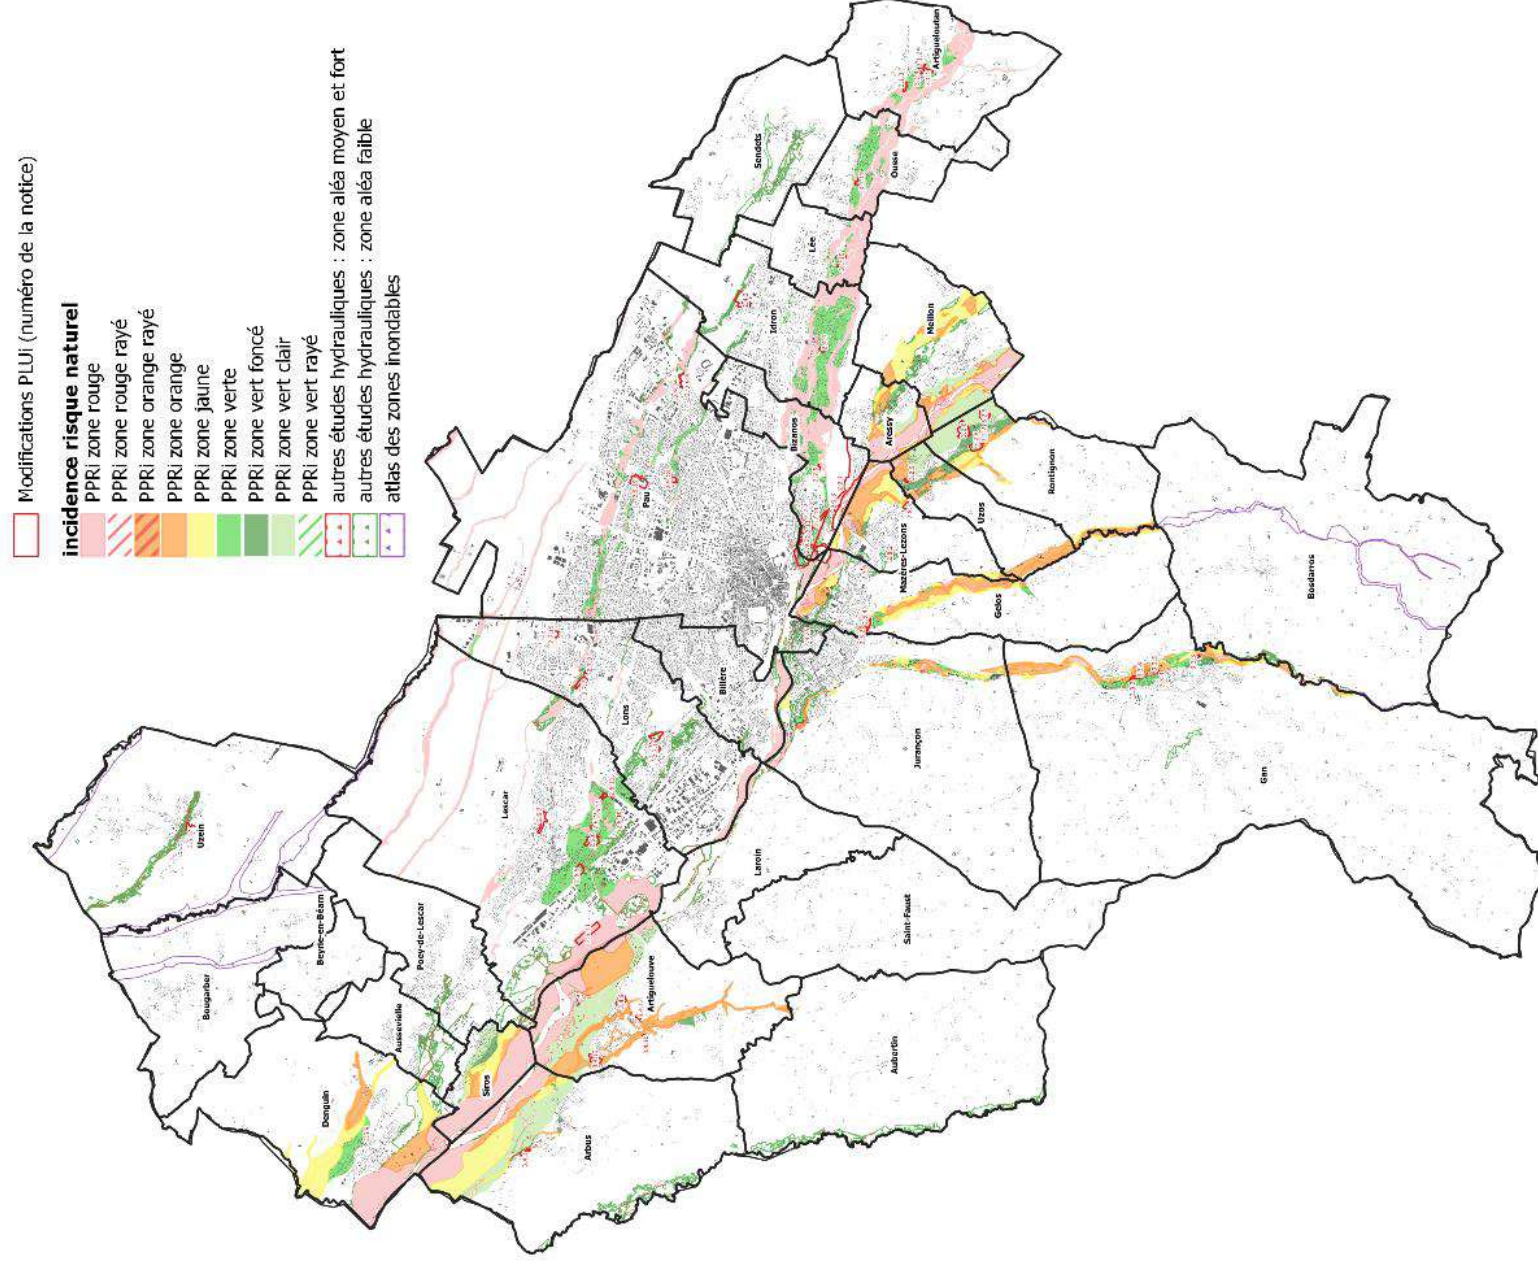 Modifications PLUi (numéro de la notice)
incidence risque naturel
PPRi zone rouge
PPRi zone rouge rayé
PPRi zone orange rayé
PPRi zone orange
PPRi zone jaune
PPRi zone verte
PPRi zone vert foncé
PPRi zone vert clair
PPRi zone vert rayé
autres études hydrauliques : zone aléa moyen et fort
autres études hydrauliques : zone aléa faible
atlas des zones inondables
Uzein
Bougarber
Beyrie-en-Béarn
Poey-de-Lescar
Aussevielle
Denguin
Siros
Lescar
Lons
Billère
Pau
Bizanos
Idron
Lée
Ousse
Sendets
Artigueloutan
Meillon
Aressy
Rontignon
Uzos
Mazères-Lezons
Gelos
Bosdarros
Jurançon
Gan
Laroin
Saint-Faust
Artiguelouve
Aubertin
Arbus